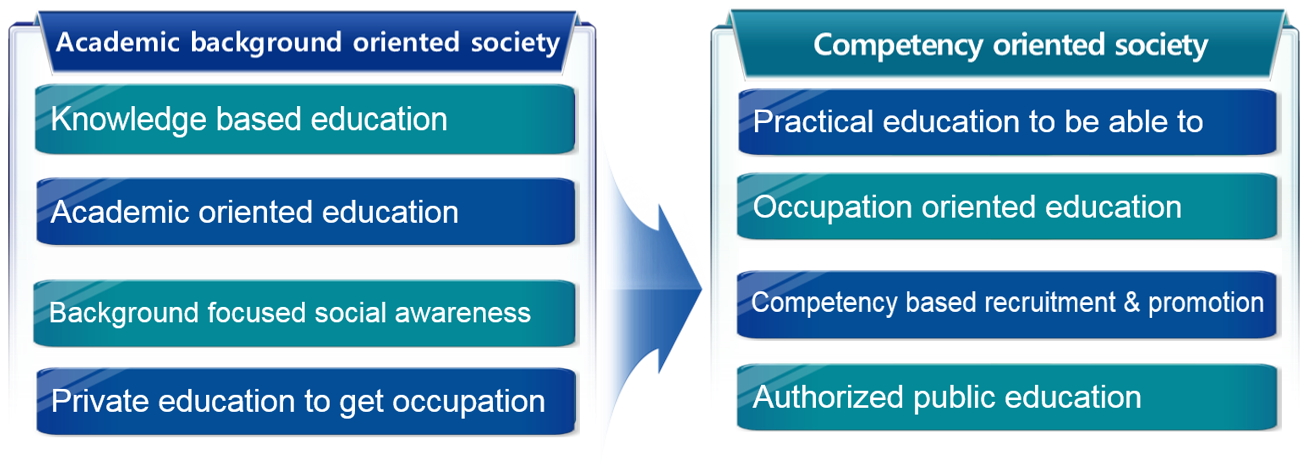 Academic background oriented society
Knowledge based education
Academic oriented education
Background focused social awareness
Private education to get occupation
Competency oriented society
Practical education to be able to
Occupation oriented education
Competency based recruitment & promotion
Authorized public education